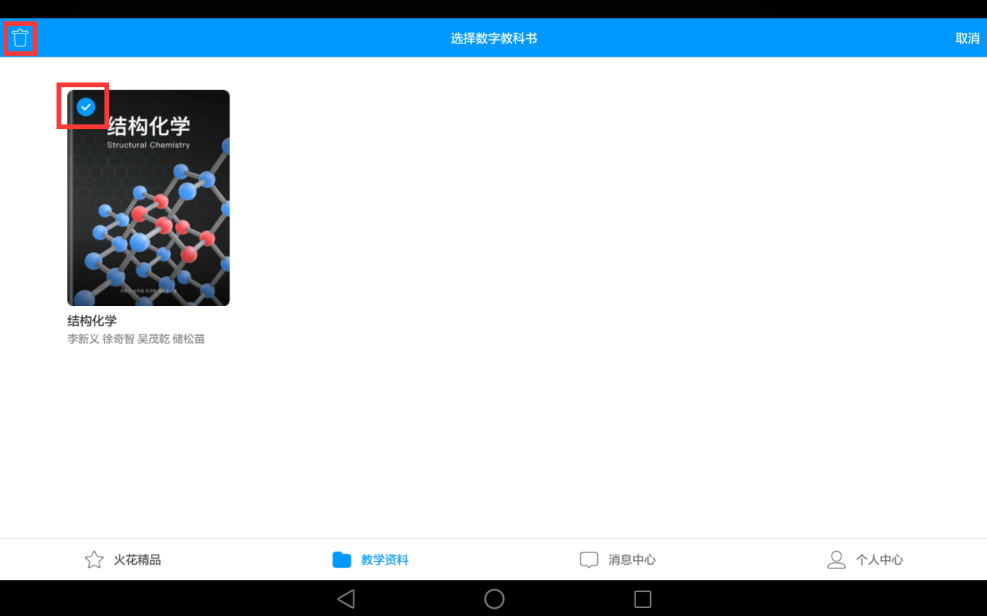 选择数字教科书
取消
结构化学
Structural Chemistry
结构化学
李新义 徐奇智 吴茂乾 储松苗
火花精品
教学资料
消息中心
个人中心